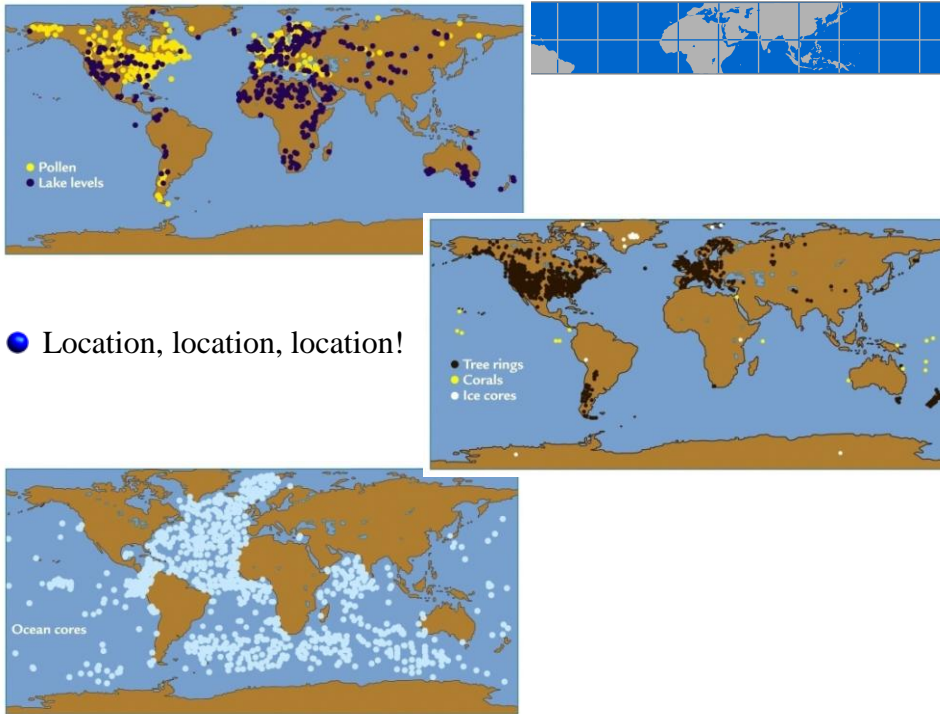 Pollen
Lake levels
Location, location, location!
Tree rings
Corals
Ice cores
Ocean cores